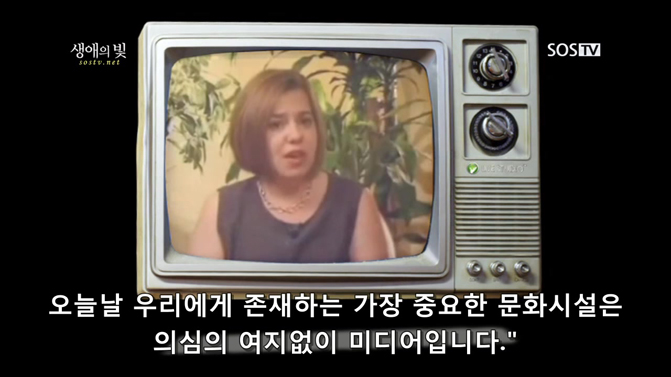 생애의 빛
sostv.net
SOSTV
오늘날 우리에게 존재하는 가장 중요한 문화시설은
의심의 여지없이 미디어입니다."